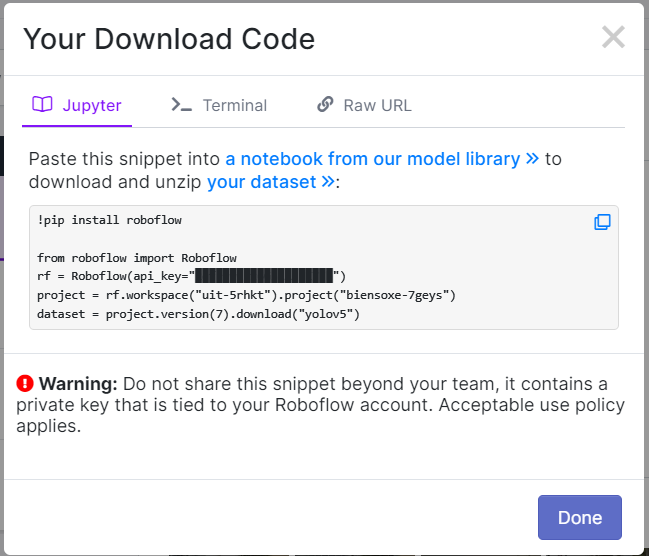 Your Download Code
Jupyter
Terminal
Raw URL
Paste this snippet into a notebook from our model library » to
download and unzip your dataset »:
!pip install roboflow
from roboflow import Roboflow
rf = Roboflow(api_key="████████████████████")
project = rf.workspace("uit-5rhkt").project("biensoxe-7geys")
dataset = project.version(7).download("yolov5")
Warning: Do not share this snippet beyond your team, it contains a
private key that is tied to your Roboflow account. Acceptable use policy
applies.
Done